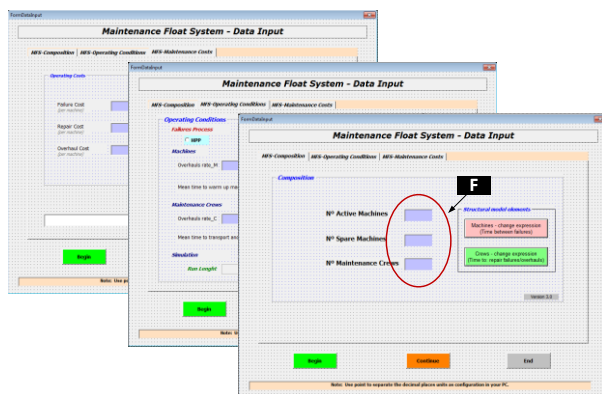 FormDataInput
Maintenance Float System - Data Input
MFS-Composition MFS-Operating Conditions MFS-Maintenance Costs
Operating Costs
Failure Cost
(per machine)
Repair Cost
(per machine)
Overhaul Cost
(per machine)
Begin
Note: Use
FormDataInput
Maintenance Float System - Data Input
MFS-Composition MFS-Operating Conditions MFS-Maintenance Costs
Operating Conditions
Failures Process
HPP
Machines
Overhauls rate_M
Mean time to warm up
Maintenance Crews
Overhauls rate_C
Mean time to transport
Simulation
Run Lenght
Begin
Note:
FormDataInput
Maintenance Float System - Data Input
MFS-Composition MFS-Operating Conditions MFS-Maintenance Costs
Composition
F
Nº Active Machines
Nº Spare Machines
Nº Maintenance Crews
Structural model elements
Machines - change expression
(Time between failures)
Crews - change expression
(Time to repair failures/overhauls)
Version 3.0
Begin
Continue
End
Note: Use point to separate the decimal places units as configuration in your PC.